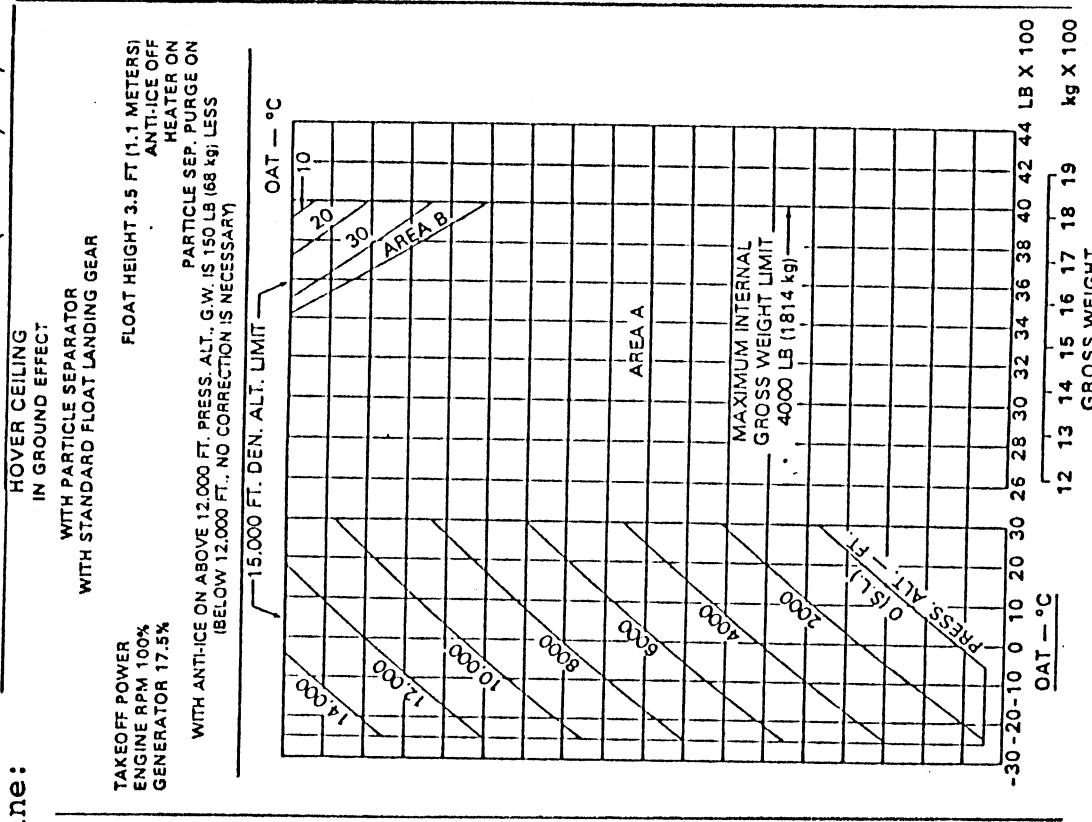 ne:
HOVER CEILING
IN GROUND EFFECT
WITH PARTICLE SEPARATOR
WITH STANDARD FLOAT LANDING GEAR
TAKEOFF POWER
ENGINE RPM 100%
GENERATOR 17.5%
FLOAT HEIGHT 3.5 FT (1.1 METERS)
ANTI-ICE OFF
HEATER ON
PARTICLE SEP. PURGE ON
WITH ANTI-ICE ON ABOVE 12.000 FT. PRESS. ALT., G.W. IS 150 LB (68 kg) LESS
(BELOW 12.000 FT., NO CORRECTION IS NECESSARY)
15.000 FT. DEN. ALT. LIMIT
OAT — °C
14.000
12.000
10.000
8000
6000
4000
2000
0 (S.L.)
PRESS. ALT. — FT.
10
20
30
AREA B
AREA A
MAXIMUM INTERNAL
GROSS WEIGHT LIMIT
4000 LB (1814 kg)
-30 -20 -10 0 10 20 30
OAT — °C
26 28 30 32 34 36 38 40 42 44 LB X 100
12 13 14 15 16 17 18 19 kg X 100
GROSS WEIGHT